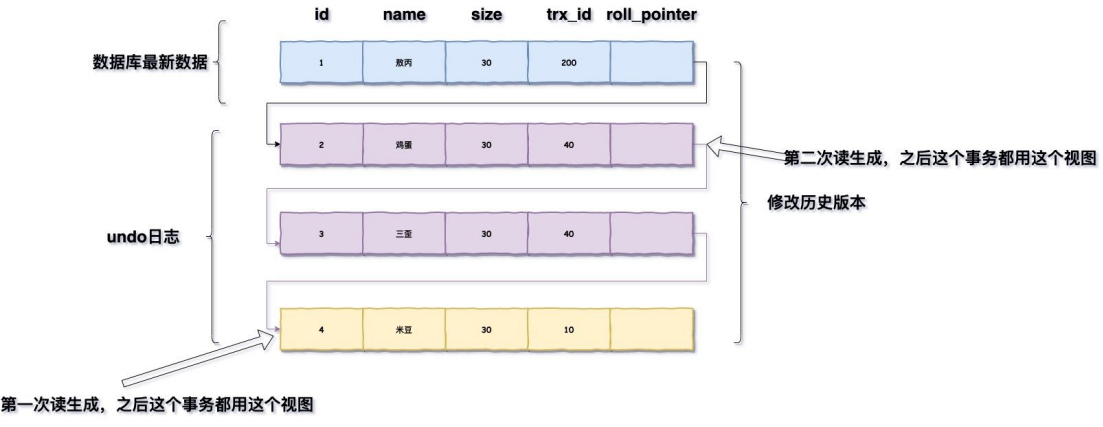 id name size trx_id roll_pointer
数据库最新数据
1 敖丙 30 200
2 鸡蛋 30 40
第二次读生成，之后这个事务都用这个视图
修改历史版本
undo日志
3 三歪 30 40
4 米豆 30 10
第一次读生成，之后这个事务都用这个视图